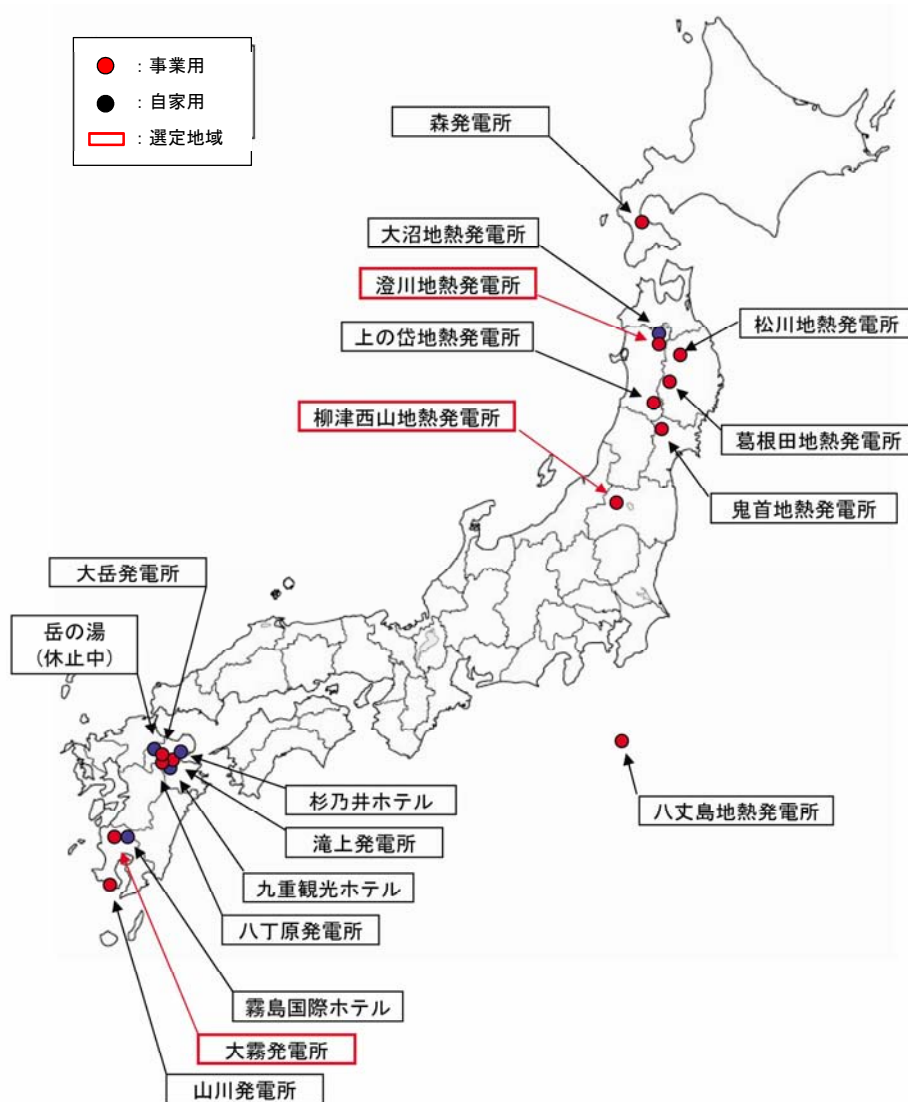 ：事業用
：自家用
：選定地域
森発電所
大沼地熱発電所
澄川地熱発電所
上の岱地熱発電所
松川地熱発電所
柳津西山地熱発電所
葛根田地熱発電所
鬼首地熱発電所
大岳発電所
岳の湯
（休止中）
杉乃井ホテル
八丈島地熱発電所
滝上発電所
九重観光ホテル
八丁原発電所
霧島国際ホテル
大霧発電所
山川発電所